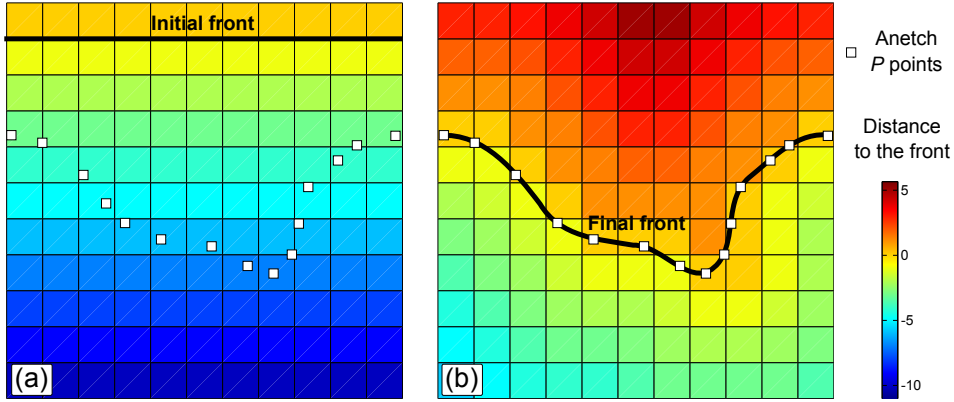 Initial front
(a)
Final front
(b)
Anetch
P points
Distance
to the front
5
0
-5
-10